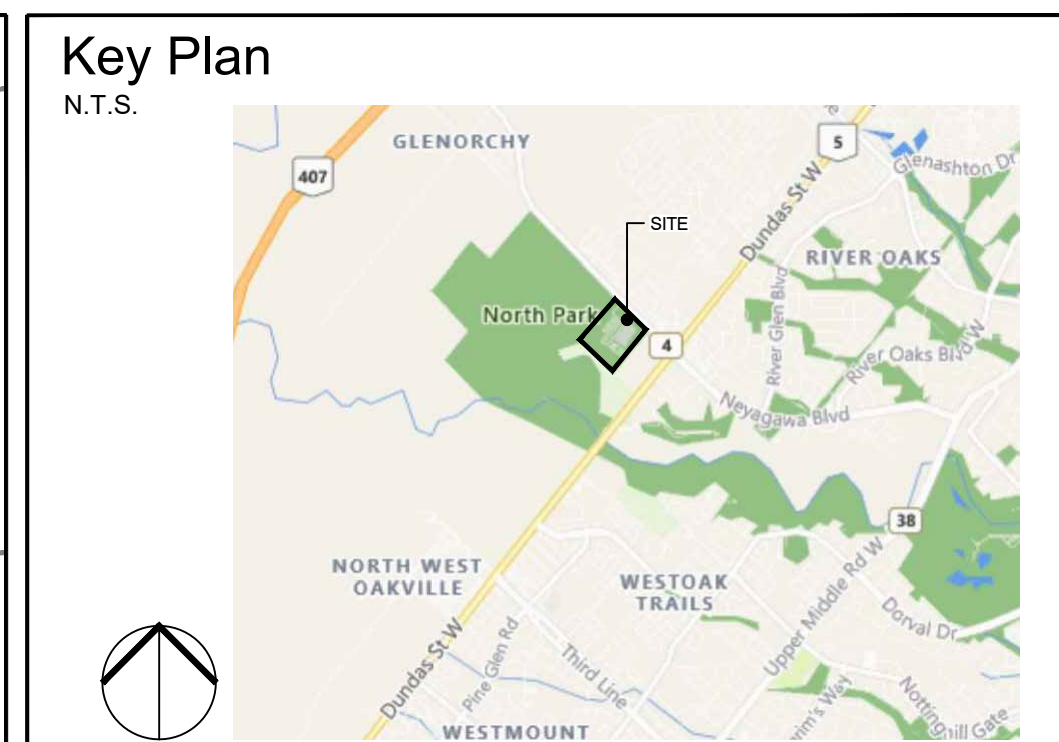 Key Plan
N.T.S.
GLENORCHY
5
407
Glenashton Dr
Dundas St W
SITE
RIVER OAKS
North Park
4
River Glen Blvd
River Oaks Blvd W
Neyagawa Blvd
38
NORTH WEST
OAKVILLE
WESTOAK
TRAILS
Upper Middle Rd W
Dorval Dr
Dundas St W
Pine Glen Rd
Third Line
Nottinghill Gate
WESTMOUNT